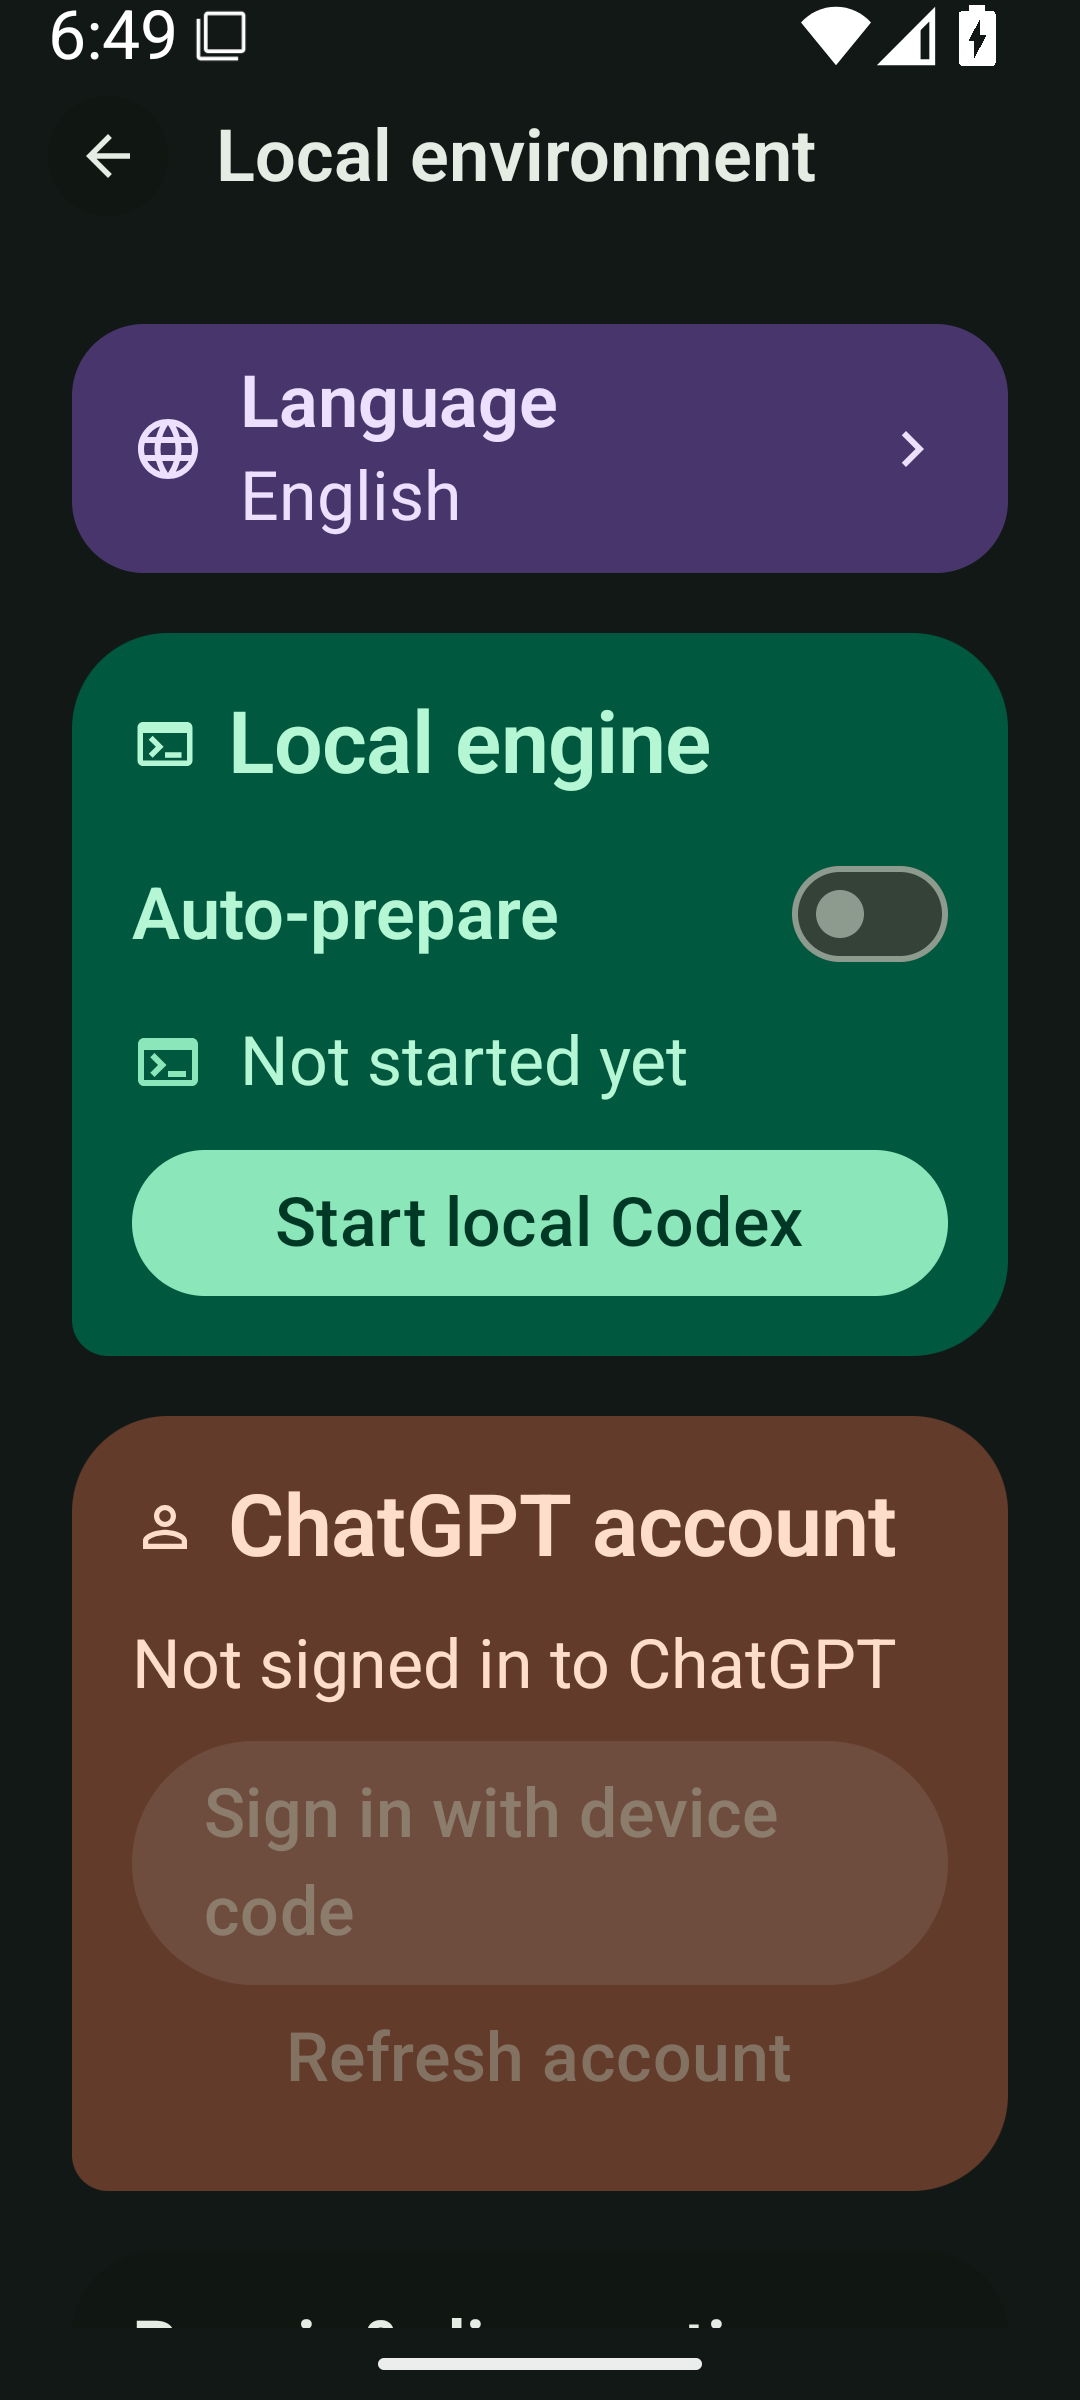 6:49
Local environment
Language
English
Local engine
Auto-prepare
Not started yet
Start local Codex
ChatGPT account
Not signed in to ChatGPT
Sign in with device
code
Refresh account